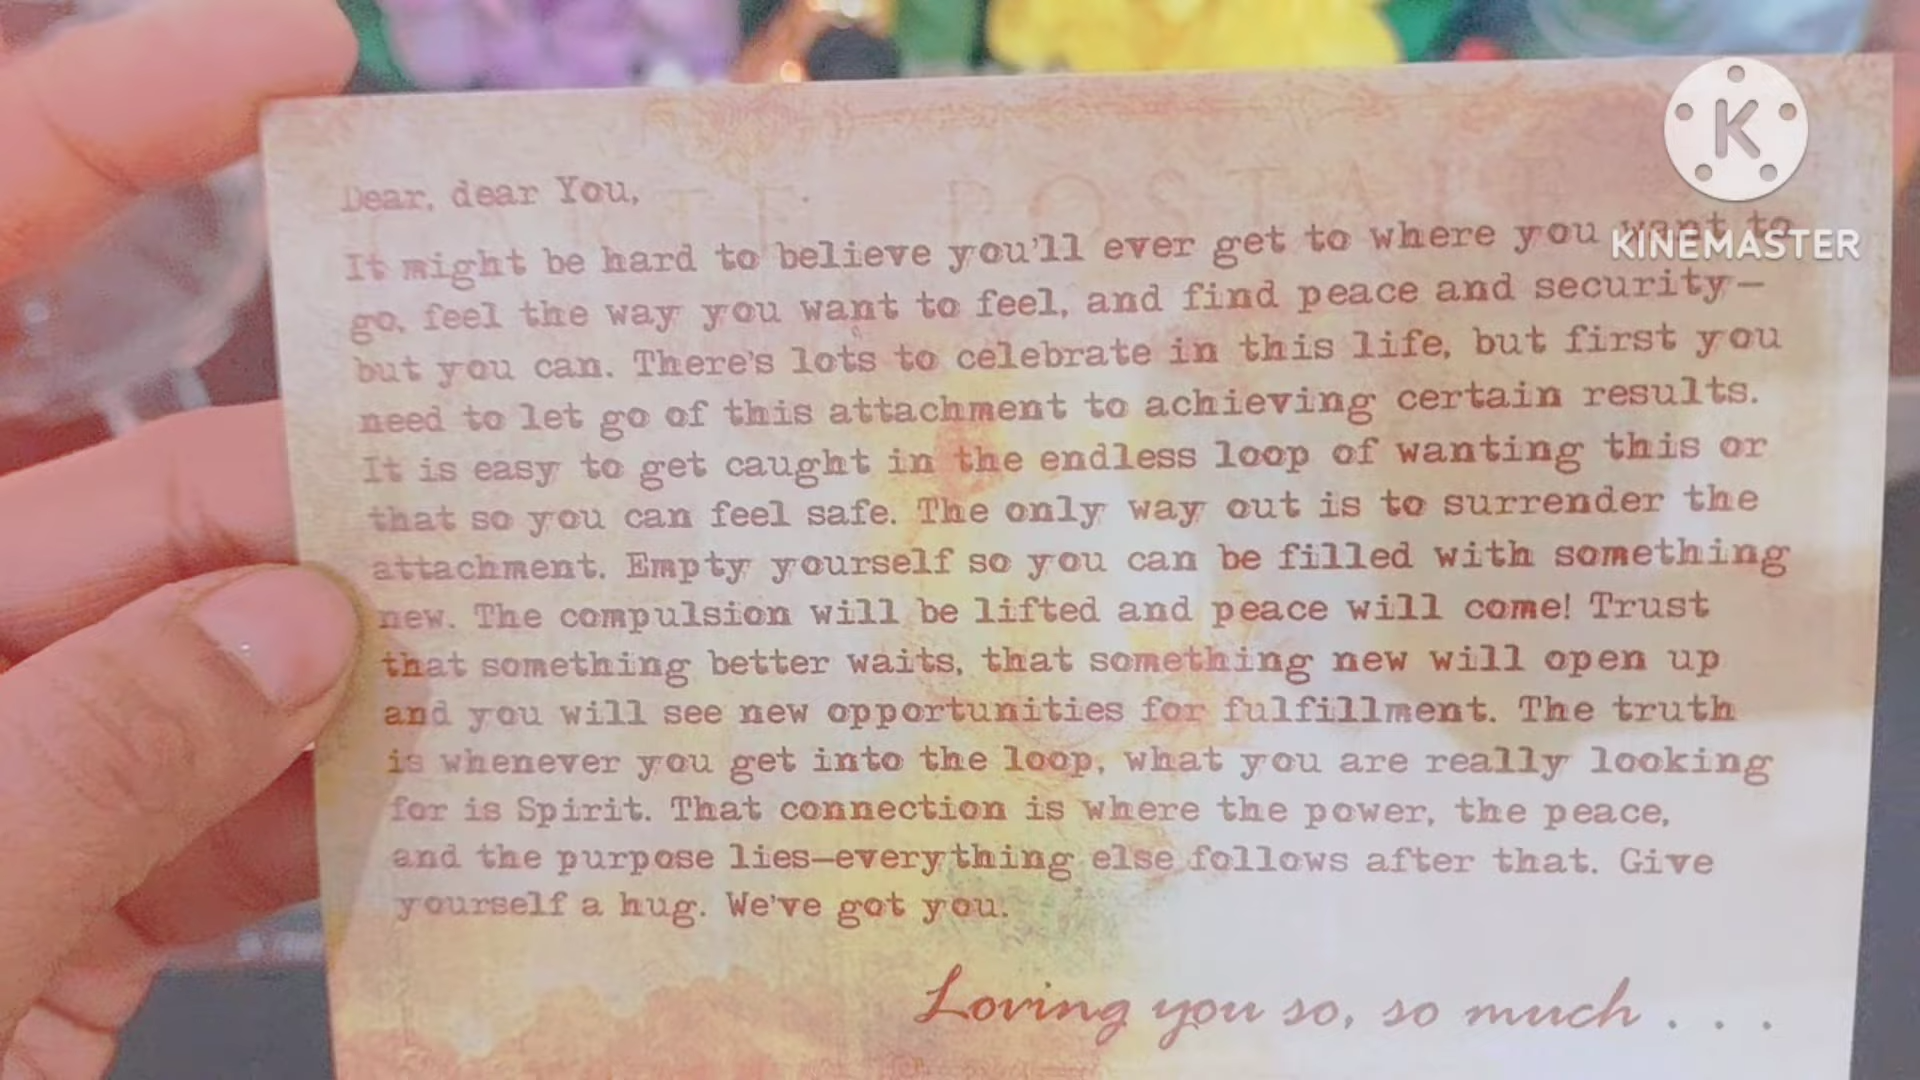 K
KINEMASTER
POSTAL
Dear, dear You,
It might be hard to believe you'll ever get to where you want to
go, feel the way you want to feel, and find peace and security—
but you can. There's lots to celebrate in this life, but first you
need to let go of this attachment to achieving certain results.
It is easy to get caught in the endless loop of wanting this or
that so you can feel safe. The only way out is to surrender the
attachment. Empty yourself so you can be filled with something
new. The compulsion will be lifted and peace will come! Trust
that something better waits, that something new will open up
and you will see new opportunities for fulfillment. The truth
is whenever you get into the loop, what you are really looking
for is Spirit. That connection is where the power, the peace,
and the purpose lies—everything else follows after that. Give
yourself a hug. We've got you.
Loving you so, so much . . .